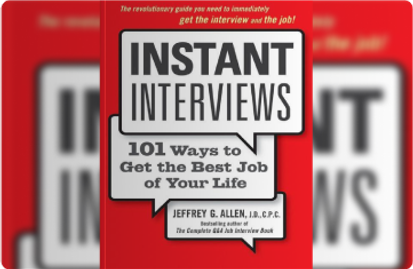 The revolutionary guide you need to immediately
get the interview and the job!
INSTANT
INTERVIEWS
101 Ways to
Get the Best Job
of Your Life
JEFFREY G. ALLEN, J.D., C.P.C.
Bestselling author of
The Complete Q&A Job Interview Book